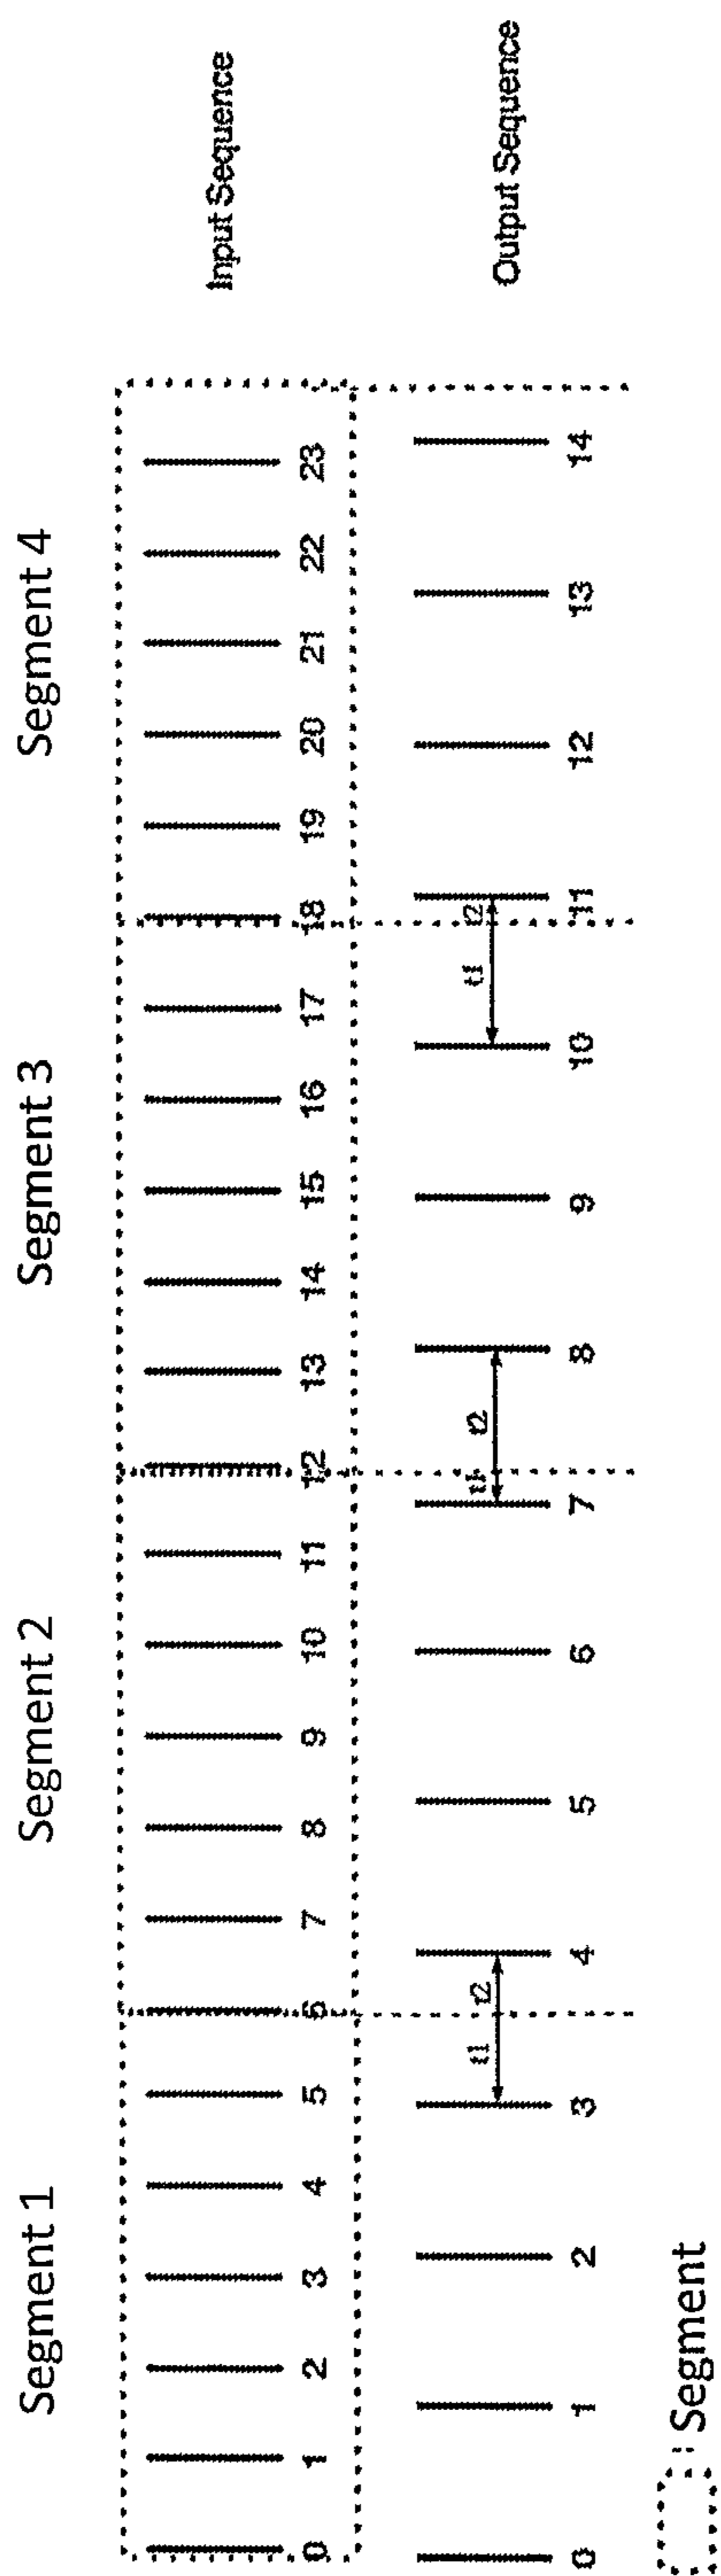 Segment 1 Segment 2 Segment 3 Segment 4
0 1 2 3 4 5 6 7 8 9 10 11 12 13 14 15 16 17 18 19 20 21 22 23 Input Sequence
t1 t2 t1 t2 t1 t2
0 1 2 3 4 5 6 7 8 9 10 11 12 13 14 Output Sequence
: Segment